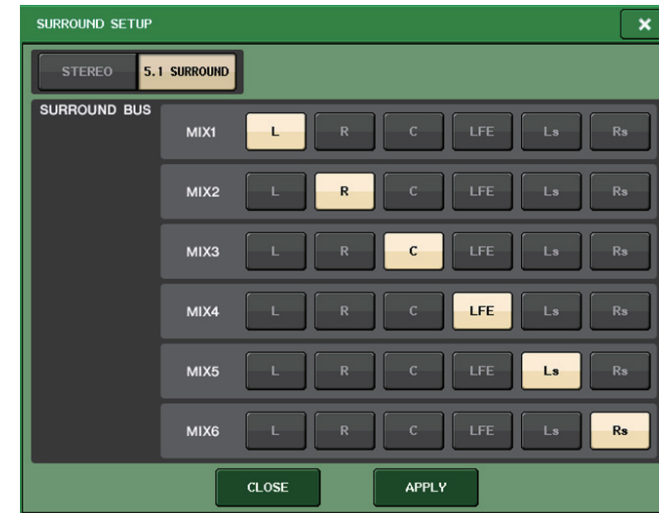 SURROUND SETUP ×
STEREO 5.1 SURROUND
SURROUND BUS
MIX1 L R C LFE Ls Rs
MIX2 L R C LFE Ls Rs
MIX3 L R C LFE Ls Rs
MIX4 L R C LFE Ls Rs
MIX5 L R C LFE Ls Rs
MIX6 L R C LFE Ls Rs
CLOSE APPLY